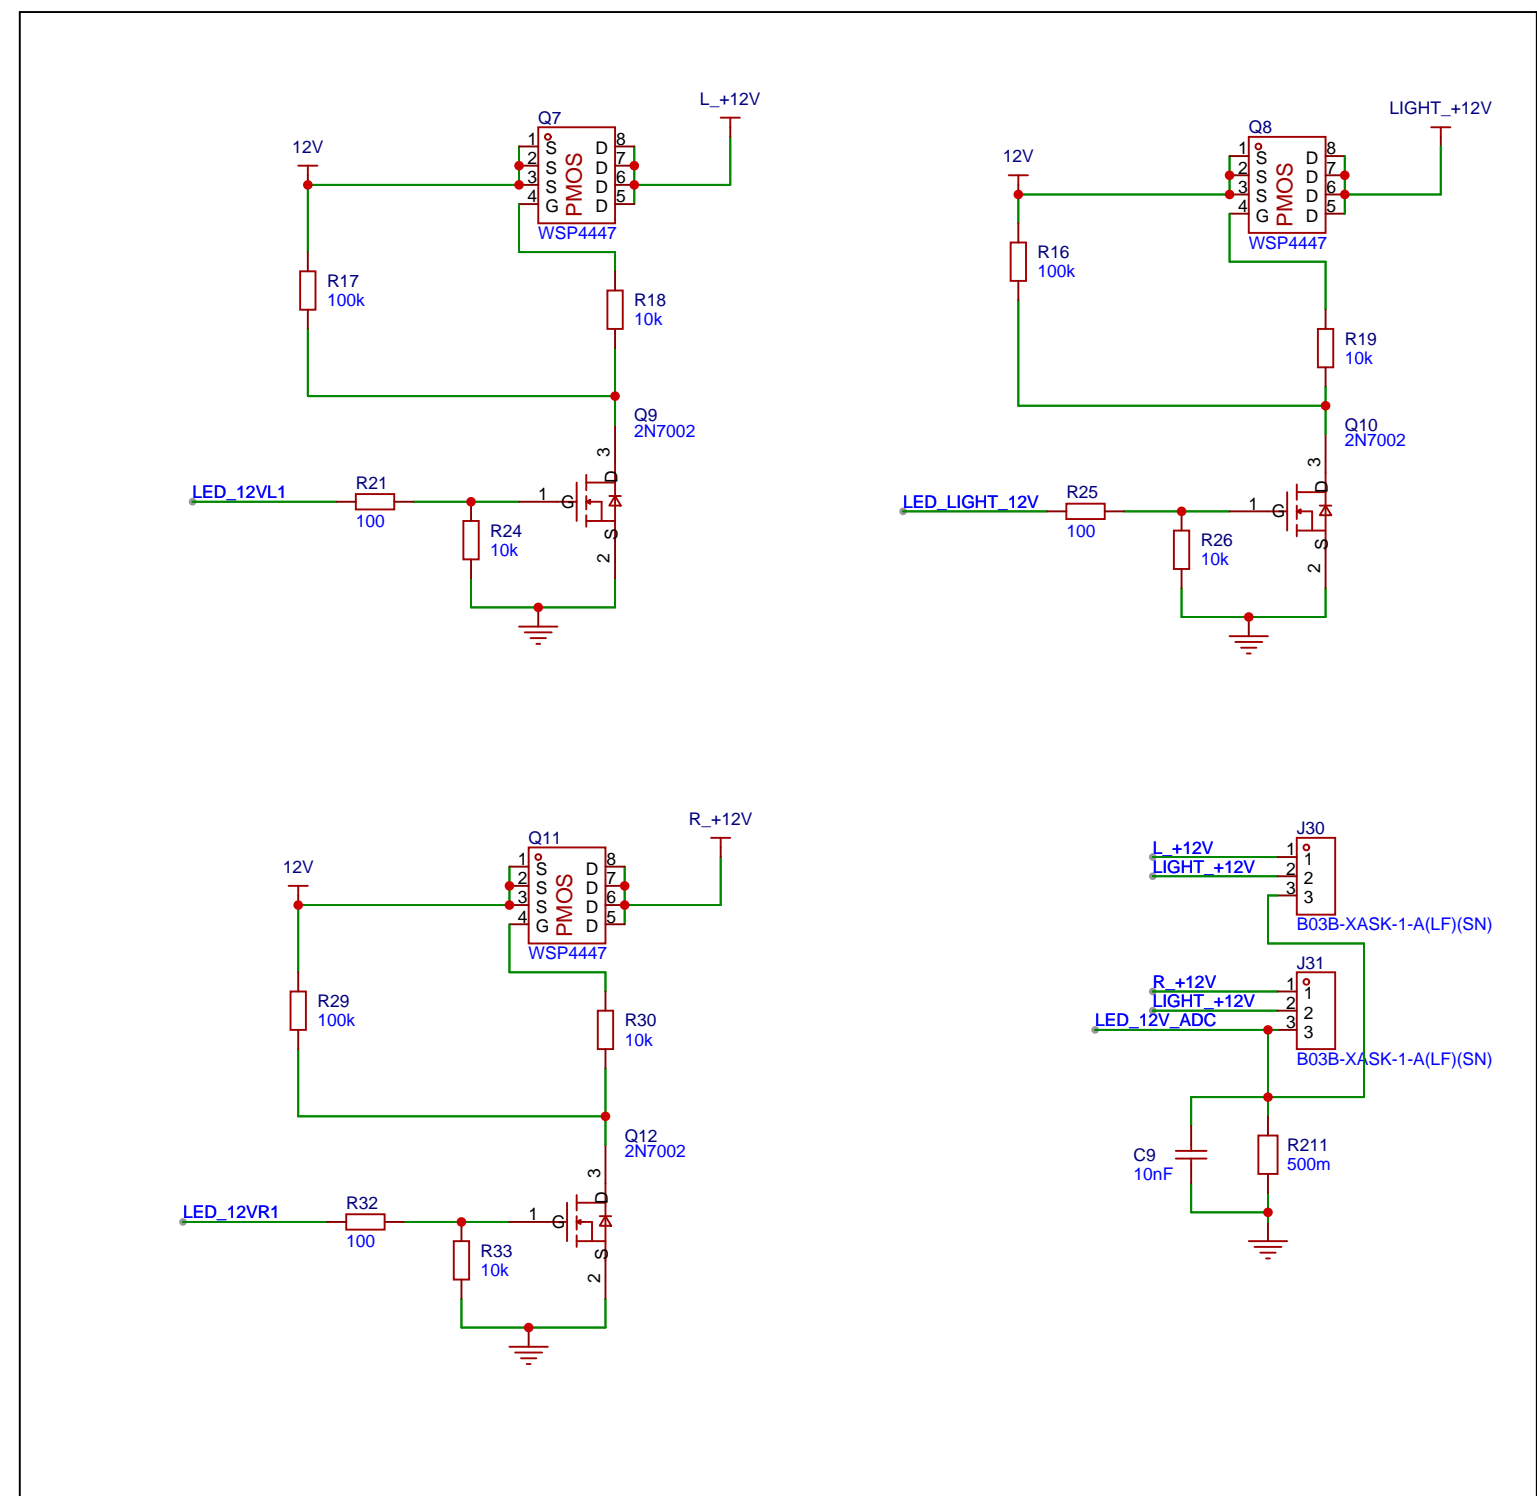 Q7
L_+12V
12V
1 S D 8
2 S D 7
3 S D 6
4 G D 5
PMOS
WSP4447
R17
100k
R18
10k
Q9
2N7002
3
D
LED_12VL1
R21
100
1
G
R24
10k
S
2
Q8
LIGHT_+12V
12V
1 S D 8
2 S D 7
3 S D 6
4 G D 5
PMOS
WSP4447
R16
100k
R19
10k
Q10
2N7002
3
D
LED_LIGHT_12V
R25
100
1
G
R26
10k
S
2
Q11
R_+12V
12V
1 S D 8
2 S D 7
3 S D 6
4 G D 5
PMOS
WSP4447
R29
100k
R30
10k
Q12
2N7002
3
D
LED_12VR1
R32
100
1
G
R33
10k
S
2
J30
L_+12V 1 1
LIGHT_+12V 2 2
3 3
B03B-XASK-1-A(LF)(SN)
J31
R_+12V 1 1
LIGHT_+12V 2 2
LED_12V_ADC 3 3
B03B-XASK-1-A(LF)(SN)
C9
10nF
R211
500m